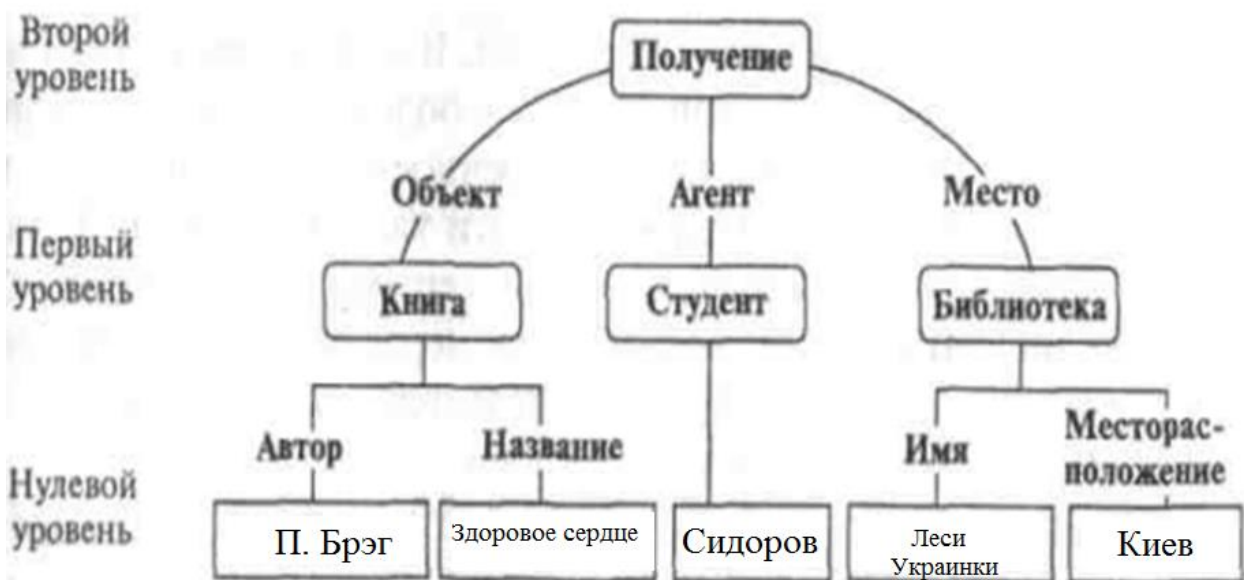 Второй
уровень
Получение
Объект
Агент
Место
Первый
уровень
Книга
Студент
Библиотека
Автор
Название
Имя
Месторас-
положение
Нулевой
уровень
П. Брэг
Здоровое сердце
Сидоров
Леси
Украинки
Киев